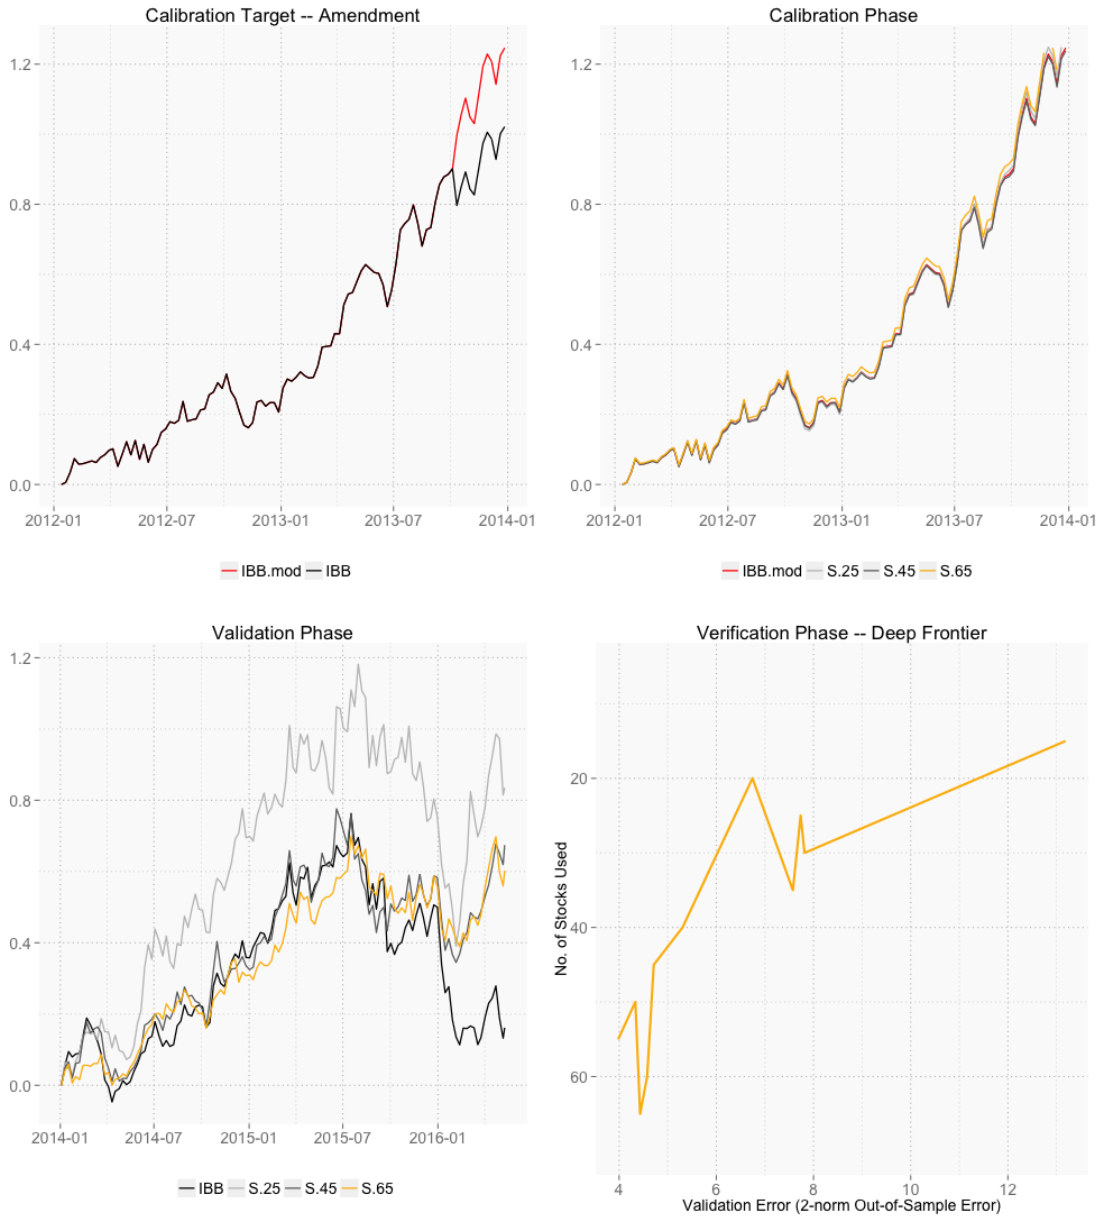 Calibration Target -- Amendment
1.2
0.8
0.4
0.0
2012-01 2012-07 2013-01 2013-07 2014-01
IBB.mod IBB
Calibration Phase
1.2
0.8
0.4
0.0
2012-01 2012-07 2013-01 2013-07 2014-01
IBB.mod S.25 S.45 S.65
Validation Phase
1.2
0.8
0.4
0.0
2014-01 2014-07 2015-01 2015-07 2016-01
IBB S.25 S.45 S.65
Verification Phase -- Deep Frontier
No. of Stocks Used
20
40
60
4 6 8 10 12
Validation Error (2-norm Out-of-Sample Error)